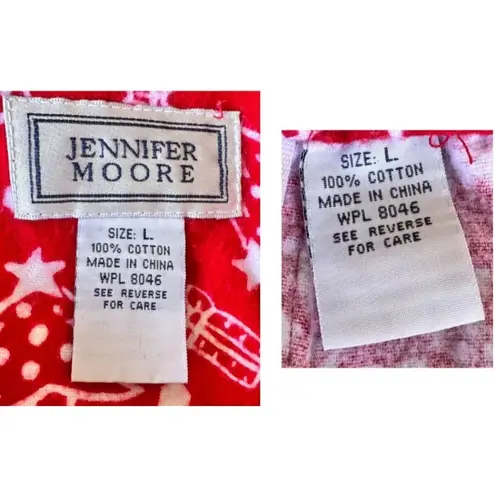 JENNIFER
MOORE
SIZE: L.
100% COTTON
MADE IN CHINA
WPL 8046
SEE REVERSE
FOR CARE
SIZE: L.
100% COTTON
MADE IN CHINA
WPL 8046
SEE REVERSE
FOR CARE